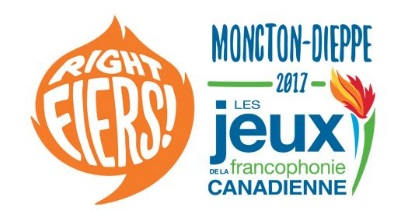 RIGHT
FIERS!
MONCTON-DIEPPE
2017
LES
jeux
DE LA francophonie
CANADIENNE